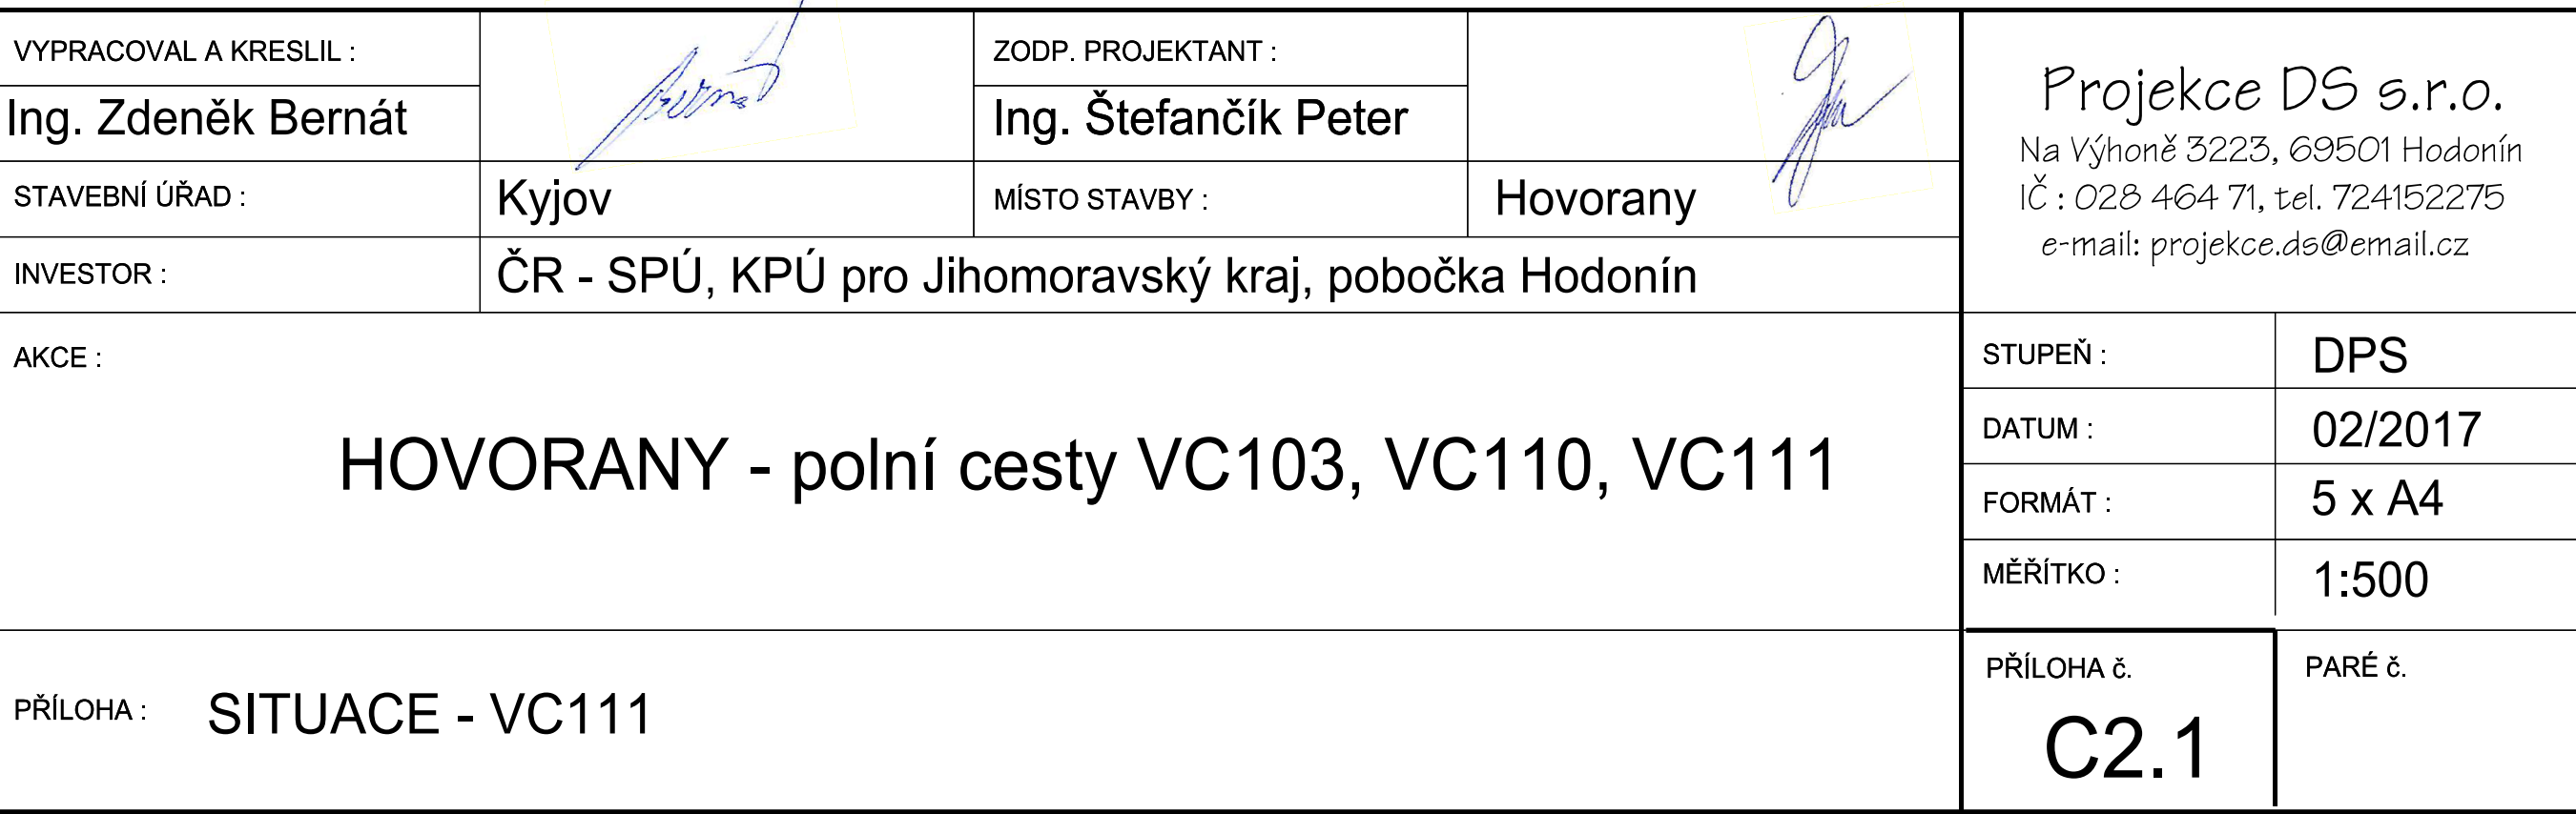 VYPRACOVAL A KRESLIL :
Ing. Zdeněk Bernát
ZODP. PROJEKTANT :
Ing. Štefančík Peter
STAVEBNÍ ÚŘAD :
Kyjov
MÍSTO STAVBY :
Hovorany
INVESTOR :
ČR - SPÚ, KPÚ pro Jihomoravský kraj, pobočka Hodonín
Projekce DS s.r.o.
Na Výhoně 3223, 69501 Hodonín
IČ : 028 464 71, tel. 724152275
e-mail: projekce.ds@email.cz
AKCE :
HOVORANY - polní cesty VC103, VC110, VC111
STUPEŇ :
DPS
DATUM :
02/2017
FORMÁT :
5 x A4
MĚŘÍTKO :
1:500
PŘÍLOHA :
SITUACE - VC111
PŘÍLOHA č.
C2.1
PARÉ č.